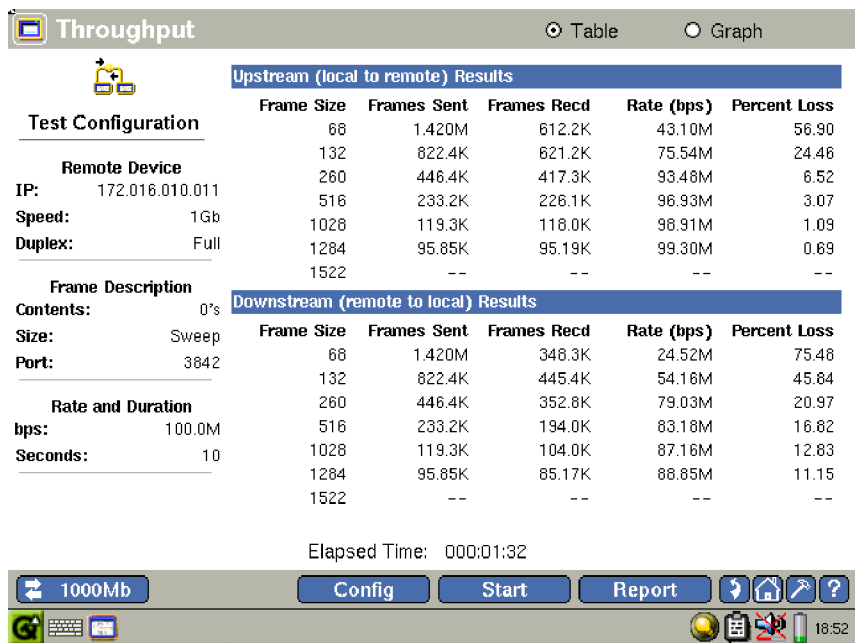 Throughput
Table Graph
Test Configuration
Remote Device
IP: 172.016.010.011
Speed: 1Gb
Duplex: Full
Frame Description
Contents: 0's
Size: Sweep
Port: 3842
Rate and Duration
bps: 100.0M
Seconds: 10
Upstream (local to remote) Results
Frame Size Frames Sent Frames Recd Rate (bps) Percent Loss
68 1.420M 612.2K 43.10M 56.90
132 822.4K 621.2K 75.54M 24.46
260 446.4K 417.3K 93.48M 6.52
516 233.2K 226.1K 96.93M 3.07
1028 119.3K 118.0K 98.91M 1.09
1284 95.85K 95.19K 99.30M 0.69
1522 -- -- -- --
Downstream (remote to local) Results
Frame Size Frames Sent Frames Recd Rate (bps) Percent Loss
68 1.420M 348.3K 24.52M 75.48
132 822.4K 445.4K 54.16M 45.84
260 446.4K 352.8K 79.03M 20.97
516 233.2K 194.0K 83.18M 16.82
1028 119.3K 104.0K 87.16M 12.83
1284 95.85K 85.17K 88.85M 11.15
1522 -- -- -- --
Elapsed Time: 000:01:32
1000Mb Config Start Report ?
18:52